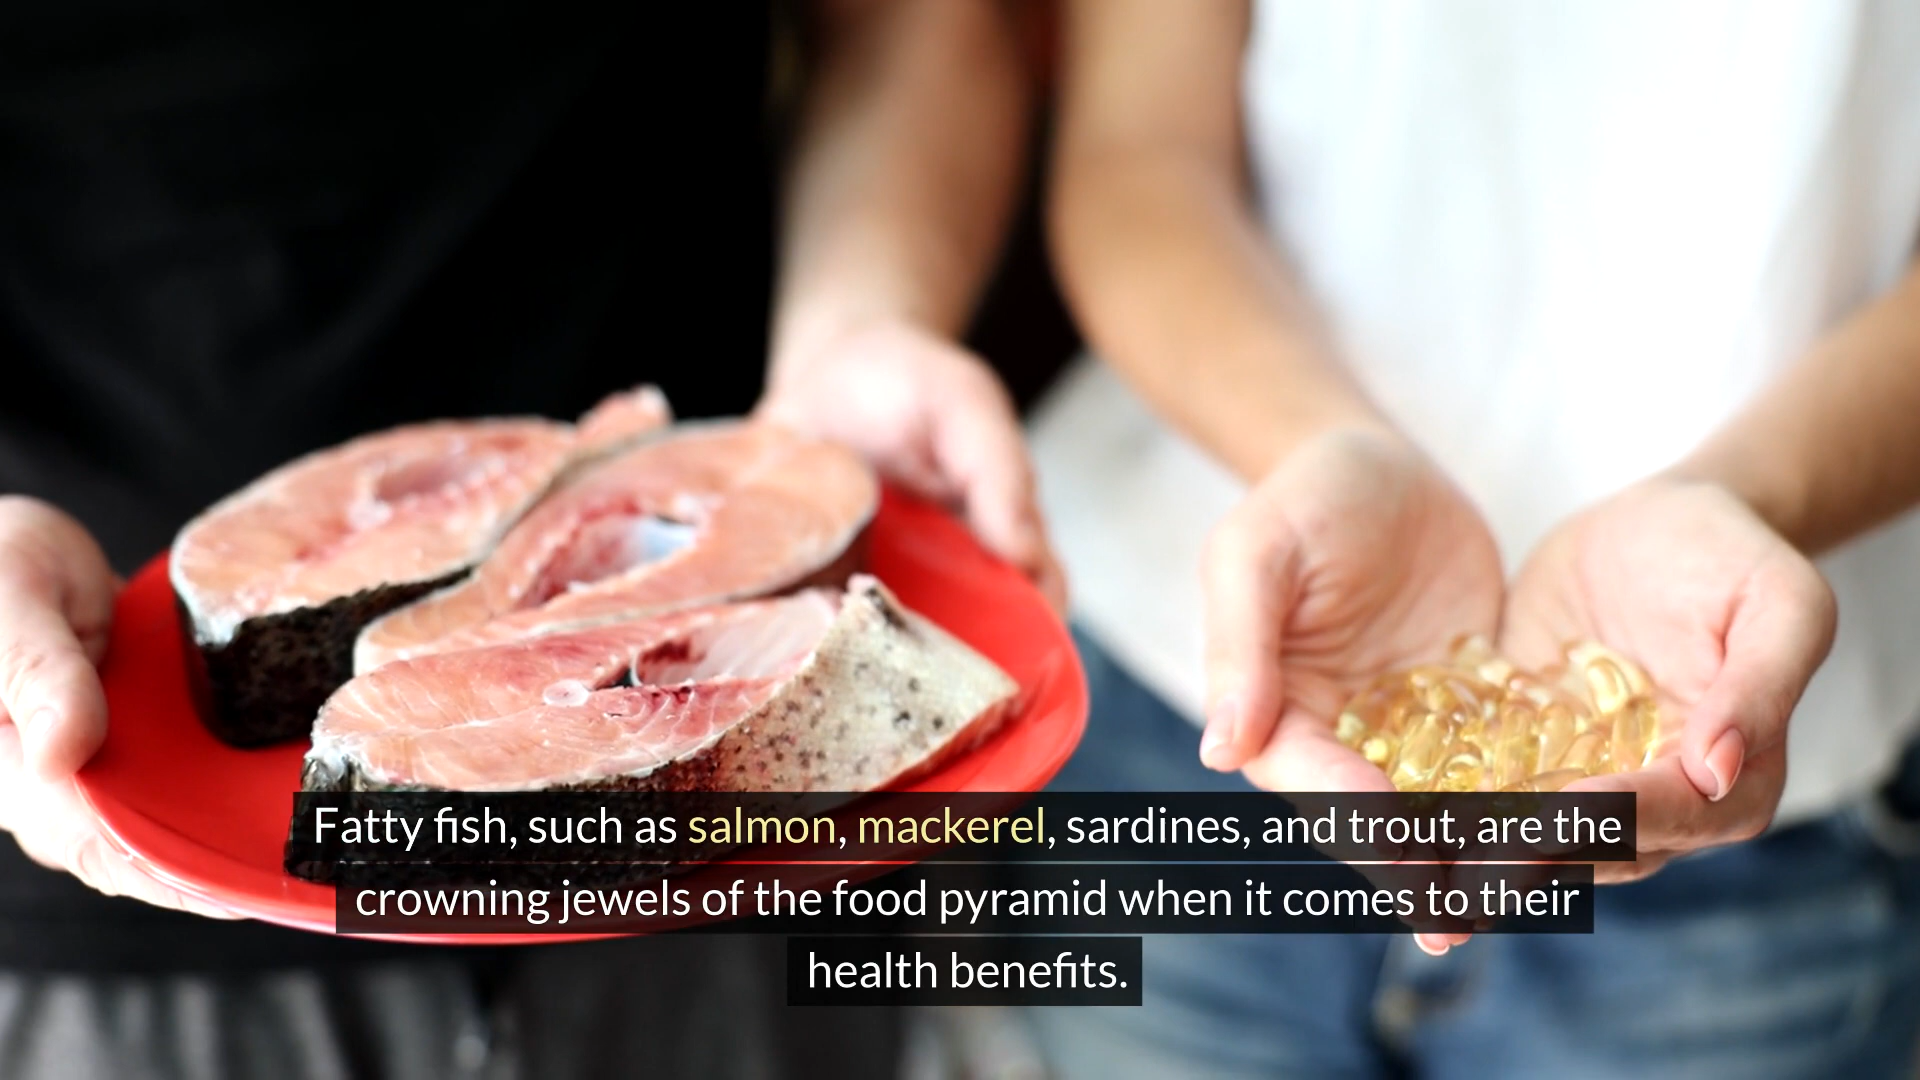 Fatty fish, such as salmon, mackerel, sardines, and trout, are the
crowning jewels of the food pyramid when it comes to their
health benefits.